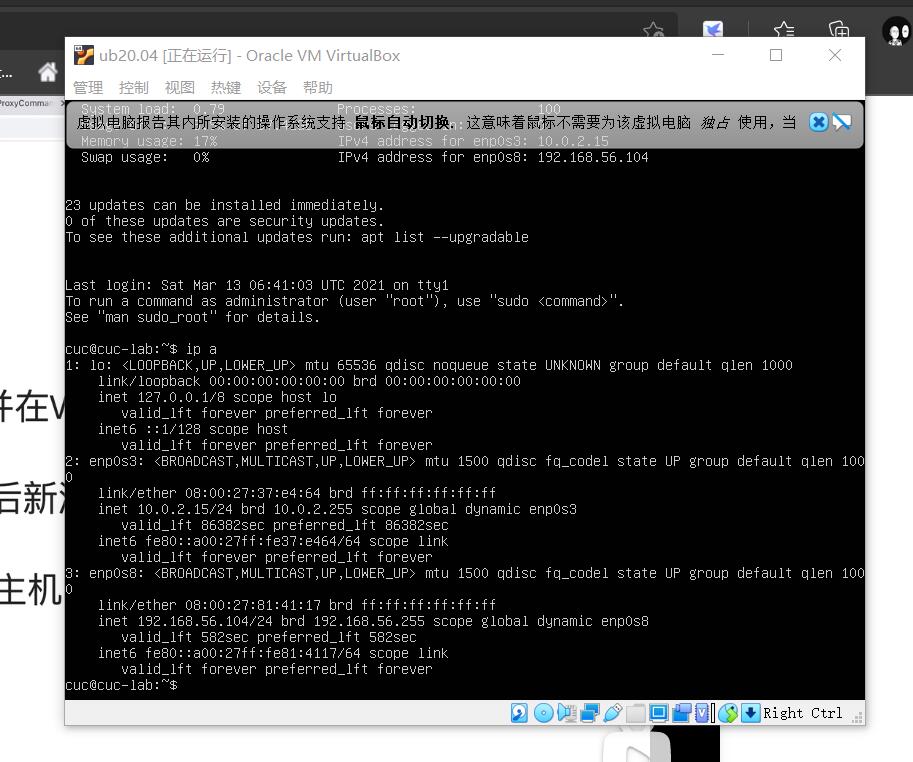 ub20.04 [正在运行] - Oracle VM VirtualBox
...
管理 控制 视图 热键 设备 帮助
ProxyComman
System load: 0.79 Processes: 100
虚拟电脑报告其内所安装的操作系统支持 鼠标自动切换. 这意味着鼠标不需要为该虚拟电脑 独占 使用，当
Memory usage: 17% IPv4 address for enp0s3: 10.0.2.15
Swap usage: 0% IPv4 address for enp0s8: 192.168.56.104
23 updates can be installed immediately.
0 of these updates are security updates.
To see these additional updates run: apt list --upgradable
Last login: Sat Mar 13 06:41:03 UTC 2021 on tty1
To run a command as administrator (user "root"), use "sudo <command>".
See "man sudo_root" for details.
cuc@cuc-lab:~$ ip a
1: lo: <LOOPBACK,UP,LOWER_UP> mtu 65536 qdisc noqueue state UNKNOWN group default qlen 1000
link/loopback 00:00:00:00:00:00 brd 00:00:00:00:00:00
inet 127.0.0.1/8 scope host lo
valid_lft forever preferred_lft forever
inet6 ::1/128 scope host
valid_lft forever preferred_lft forever
2: enp0s3: <BROADCAST,MULTICAST,UP,LOWER_UP> mtu 1500 qdisc fq_codel state UP group default qlen 100
0
link/ether 08:00:27:37:e4:64 brd ff:ff:ff:ff:ff:ff
inet 10.0.2.15/24 brd 10.0.2.255 scope global dynamic enp0s3
valid_lft 86382sec preferred_lft 86382sec
inet6 fe80::a00:27ff:fe37:e464/64 scope link
valid_lft forever preferred_lft forever
3: enp0s8: <BROADCAST,MULTICAST,UP,LOWER_UP> mtu 1500 qdisc fq_codel state UP group default qlen 100
0
link/ether 08:00:27:81:41:17 brd ff:ff:ff:ff:ff:ff
inet 192.168.56.104/24 brd 192.168.56.255 scope global dynamic enp0s8
valid_lft 582sec preferred_lft 582sec
inet6 fe80::a00:27ff:fe81:4117/64 scope link
valid_lft forever preferred_lft forever
cuc@cuc-lab:~$
并在V
后新
主机
Right Ctrl